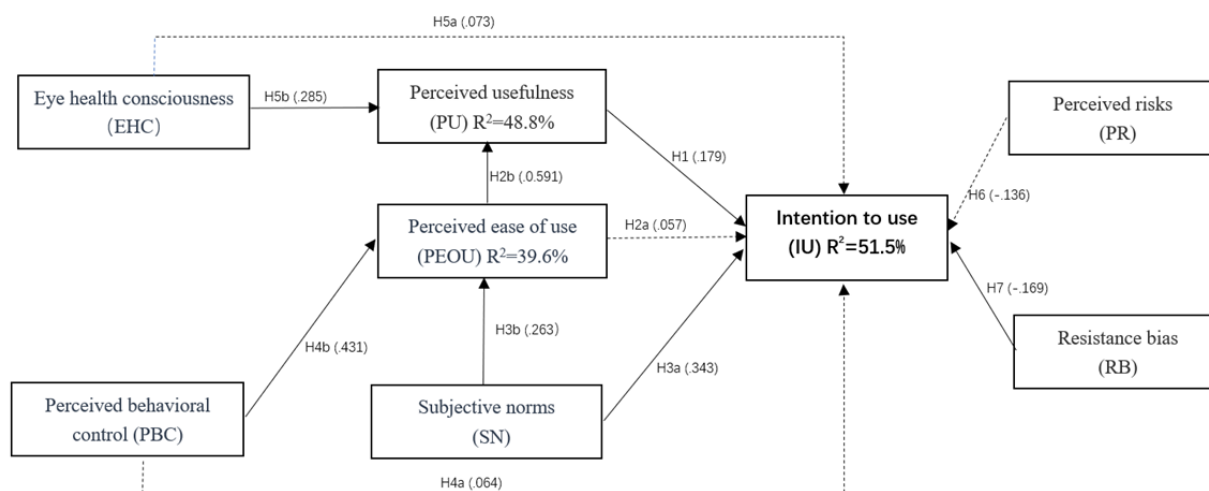 H5a (.073)
Eye health consciousness
(EHC)
H5b (.285)
Perceived usefulness
(PU) R²=48.8%
Perceived risks
(PR)
H1 (.179)
H2b (.0.591)
H6 (-.136)
Perceived ease of use
(PEOU) R²=39.6%
H2a (.057)
Intention to use
(IU) R²=51.5%
H7 (-.169)
H3b (.263)
H4b (.431)
H3a (.343)
Resistance bias
(RB)
Perceived behavioral
control (PBC)
Subjective norms
(SN)
H4a (.064)